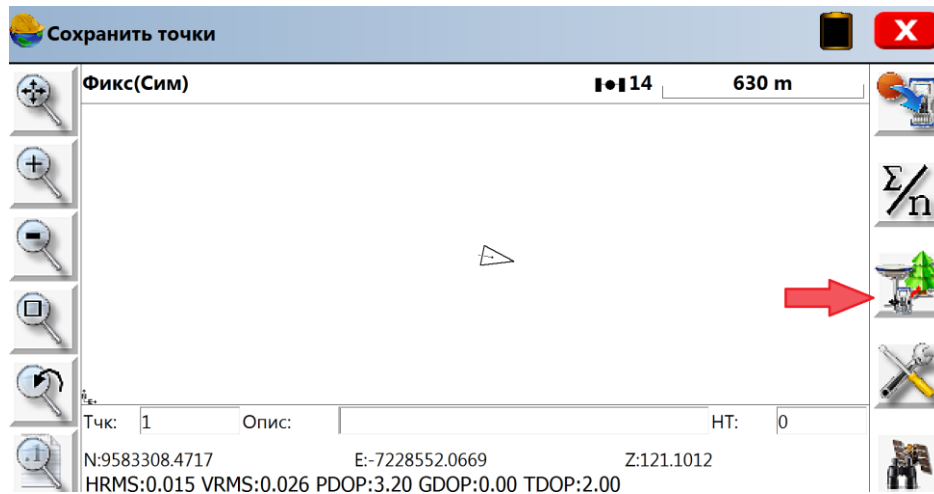 Сохранить точки
X
Фикс(Сим) 14 630 m
Σ/n
Тчк: 1 Опис: НТ: 0
N:9583308.4717 E:-7228552.0669 Z:121.1012
HRMS:0.015 VRMS:0.026 PDOP:3.20 GDOP:0.00 TDOP:2.00